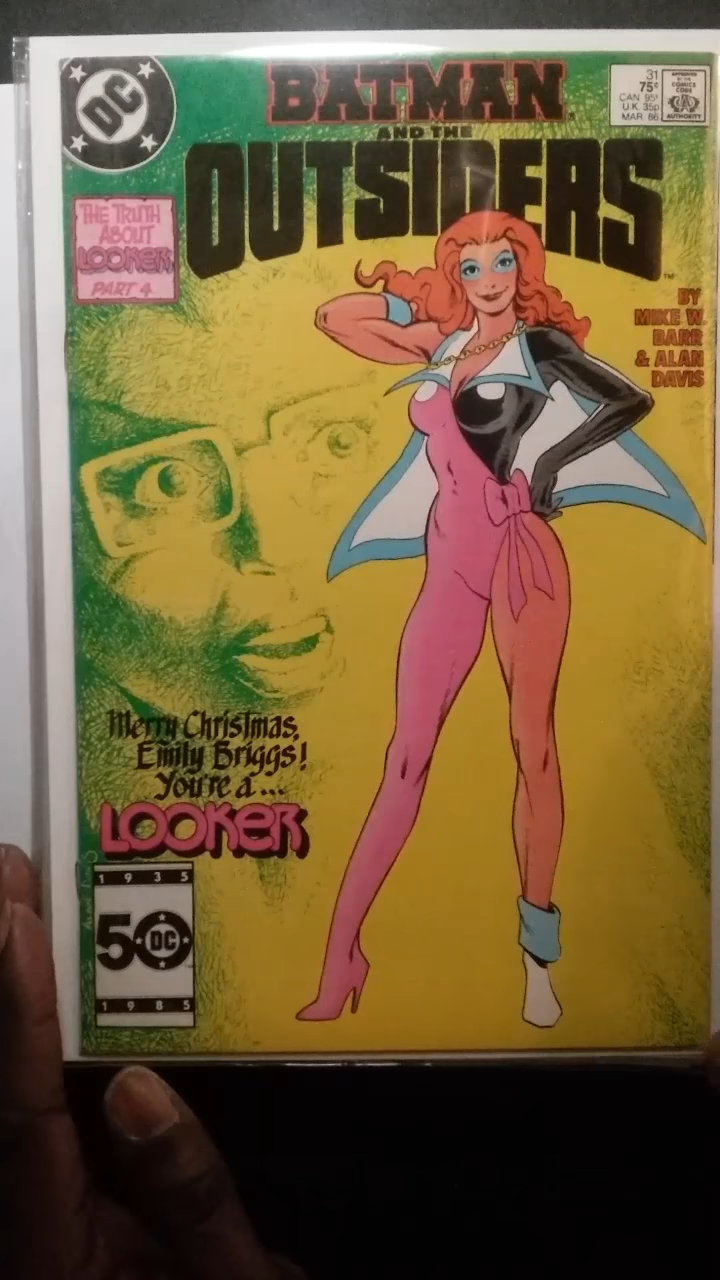 DC
BATMAN
AND THE
OUTSIDERS™
31
75¢
CAN. 95¢
U.K. 35p
MAR. 86
APPROVED
BY THE
COMICS
CODE
AUTHORITY
THE TRUTH
ABOUT
LOOKER
PART 4
BY
MIKE W.
BARR
& ALAN
DAVIS
Merry Christmas,
Emily Briggs!
You're a...
LOOKER
1935
50 DC
1985